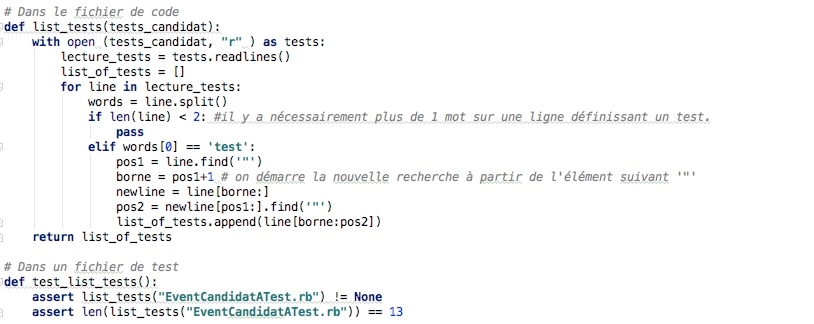 # Dans le fichier de code
def list_tests(tests_candidat):
    with open (tests_candidat, "r" ) as tests:
        lecture_tests = tests.readlines()
        list_of_tests = []
        for line in lecture_tests:
            words = line.split()
            if len(line) < 2: #il y a nécessairement plus de 1 mot sur une ligne définissant un test.
                pass
            elif words[0] == 'test':
                pos1 = line.find('"')
                borne = pos1+1 # on démarre la nouvelle recherche à partir de l'élément suivant '"'
                newline = line[borne:]
                pos2 = newline[pos1:].find('"')
                list_of_tests.append(line[borne:pos2])
    return list_of_tests
# Dans un fichier de test
def test_list_tests():
    assert list_tests("EventCandidatATest.rb") != None
    assert len(list_tests("EventCandidatATest.rb")) == 13